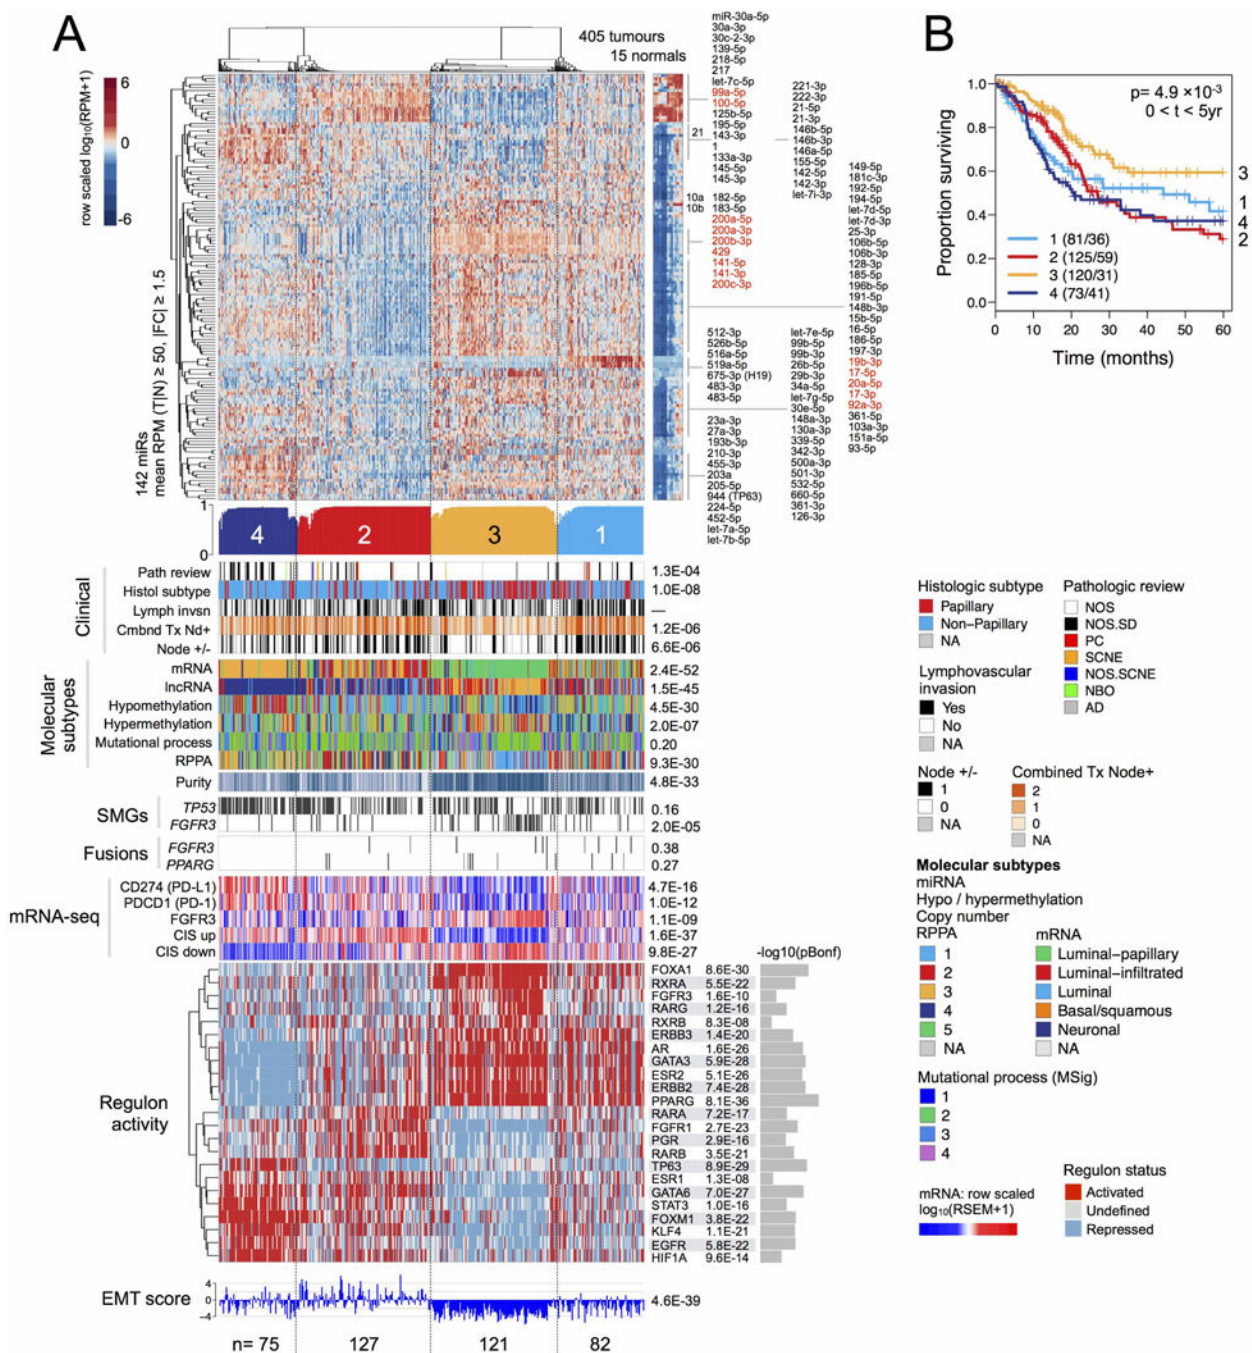 A
405 tumours
15 normals
row scaled log10(RPM+1)
6
0
-6
142 miRs
mean RPM (T|N) ≥ 50, |FC| ≥ 1.5
miR-30a-5p
30a-3p
30c-2-3p
139-5p
218-5p
217
let-7c-5p
99a-5p
100-5p
125b-5p
195-5p
143-3p
1
133a-3p
145-5p
145-3p
21
10a
10b
182-5p
183-5p
200a-5p
200a-3p
200b-3p
429
141-5p
141-3p
200c-3p
221-3p
222-3p
21-5p
21-3p
146b-5p
146b-3p
146a-5p
155-5p
142-5p
142-3p
let-7i-3p
149-5p
181c-3p
192-5p
194-5p
let-7d-5p
let-7d-3p
25-3p
106b-5p
106b-3p
128-3p
185-5p
196b-5p
191-5p
148b-3p
15b-5p
16-5p
186-5p
197-3p
19b-3p
17-5p
20a-5p
17-3p
92a-3p
361-5p
103a-3p
151a-5p
93-5p
512-3p
526b-5p
516a-5p
519a-5p
675-3p (H19)
483-3p
483-5p
let-7e-5p
99b-5p
99b-3p
26b-5p
29b-3p
34a-5p
let-7g-5p
30e-5p
148a-3p
130a-3p
339-5p
342-3p
500a-3p
501-3p
532-5p
660-5p
361-3p
126-3p
23a-3p
27a-3p
193b-3p
210-3p
455-3p
203a
205-5p
944 (TP63)
224-5p
452-5p
let-7a-5p
let-7b-5p
1
0
4
2
3
1
Clinical
Path review 1.3E-04
Histol subtype 1.0E-08
Lymph invsn —
Cmbnd Tx Nd+ 1.2E-06
Node +/- 6.6E-06
Molecular
subtypes
mRNA 2.4E-52
lncRNA 1.5E-45
Hypomethylation 4.5E-30
Hypermethylation 2.0E-07
Mutational process 0.20
RPPA 9.3E-30
Purity 4.8E-33
SMGs
TP53 0.16
FGFR3 2.0E-05
Fusions
FGFR3 0.38
PPARG 0.27
mRNA-seq
CD274 (PD-L1) 4.7E-16
PDCD1 (PD-1) 1.0E-12
FGFR3 1.1E-09
CIS up 1.6E-37
CIS down 9.8E-27
-log10(pBonf)
Regulon
activity
FOXA1 8.6E-30
RXRA 5.5E-22
FGFR3 1.6E-10
RARG 1.2E-16
RXRB 8.3E-08
ERBB3 1.4E-20
AR 1.6E-26
GATA3 5.9E-28
ESR2 5.1E-26
ERBB2 7.4E-28
PPARG 8.1E-36
RARA 7.2E-17
FGFR1 2.7E-23
PGR 2.9E-16
RARB 3.5E-21
TP63 8.9E-29
ESR1 1.3E-08
GATA6 7.0E-27
STAT3 1.0E-16
FOXM1 3.8E-22
KLF4 1.1E-21
EGFR 5.8E-22
HIF1A 9.6E-14
EMT score
4
0
-4
4.6E-39
n= 75 127 121 82
B
Proportion surviving
1.0
0.8
0.6
0.4
0.2
0.0
p= 4.9 ×10-3
0 < t < 5yr
3
1
4
2
1 (81/36)
2 (125/59)
3 (120/31)
4 (73/41)
0 10 20 30 40 50 60
Time (months)
Histologic subtype
Papillary
Non-Papillary
NA
Lymphovascular
invasion
Yes
No
NA
Pathologic review
NOS
NOS.SD
PC
SCNE
NOS.SCNE
NBO
AD
Node +/-
1
0
NA
Combined Tx Node+
2
1
0
NA
Molecular subtypes
miRNA
Hypo / hypermethylation
Copy number
RPPA
1
2
3
4
5
NA
mRNA
Luminal-papillary
Luminal-infiltrated
Luminal
Basal/squamous
Neuronal
NA
Mutational process (MSig)
1
2
3
4
mRNA: row scaled
log10(RSEM+1)
Regulon status
Activated
Undefined
Repressed